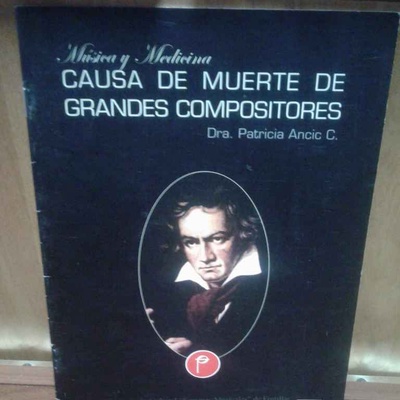 Música y Medicina
CAUSA DE MUERTE DE
GRANDES COMPOSITORES
Dra. Patricia Ancic C.